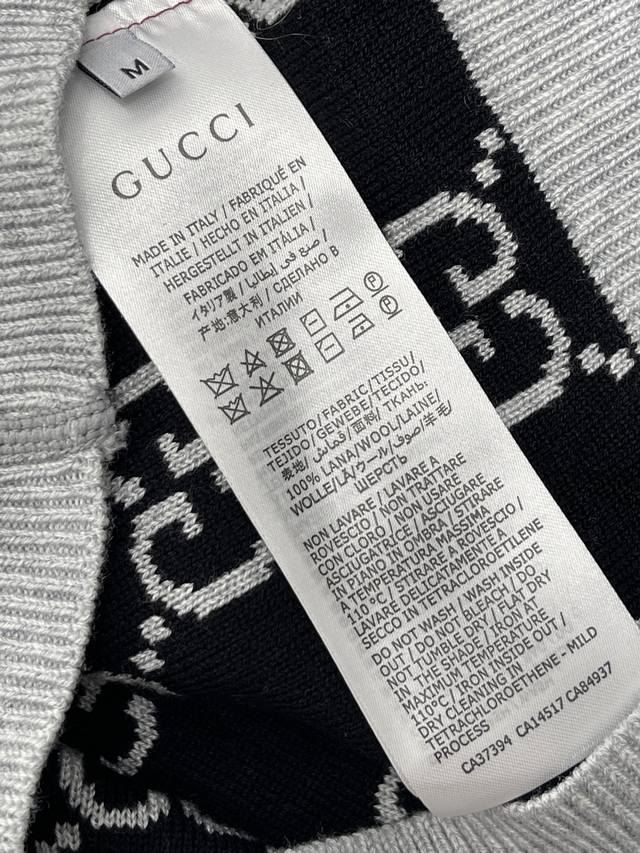 M
GUCCI
MADE IN ITALY / FABRIQUÉ EN
ITALIE / HECHO EN ITALIA /
HERGESTELLT IN ITALIEN /
FABRICADO EM ITÁLIA /
イタリア製 / صنع في إيطاليا /
产地:意大利 / СДЕЛАНО В
ИТАЛИИ
TESSUTO/FABRIC/TISSU/
TEJIDO/GEWEBE/TECIDO/
表地/قماش/面料/ТКАНЬ:
100% LANA/WOOL/LAINE/
WOLLE/LÃ/ウール/صوف/羊毛/
ШЕРСТЬ
NON LAVARE / LAVARE A
ROVESCIO / NON TRATTARE
CON CLORO / NON USARE
ASCIUGATRICE / ASCIUGARE
IN PIANO IN OMBRA / STIRARE
A TEMPERATURA MASSIMA
110 °C / STIRARE A ROVESCIO /
LAVARE DELICATAMENTE A
SECCO IN TETRACLOROETILENE
DO NOT WASH / WASH INSIDE
OUT / DO NOT BLEACH / DO
NOT TUMBLE DRY / FLAT DRY
IN THE SHADE / IRON AT
MAXIMUM TEMPERATURE
110°C / IRON INSIDE OUT /
DRY CLEANING IN
TETRACHLOROETHENE - MILD
PROCESS
CA37394 CA14517 CA84937